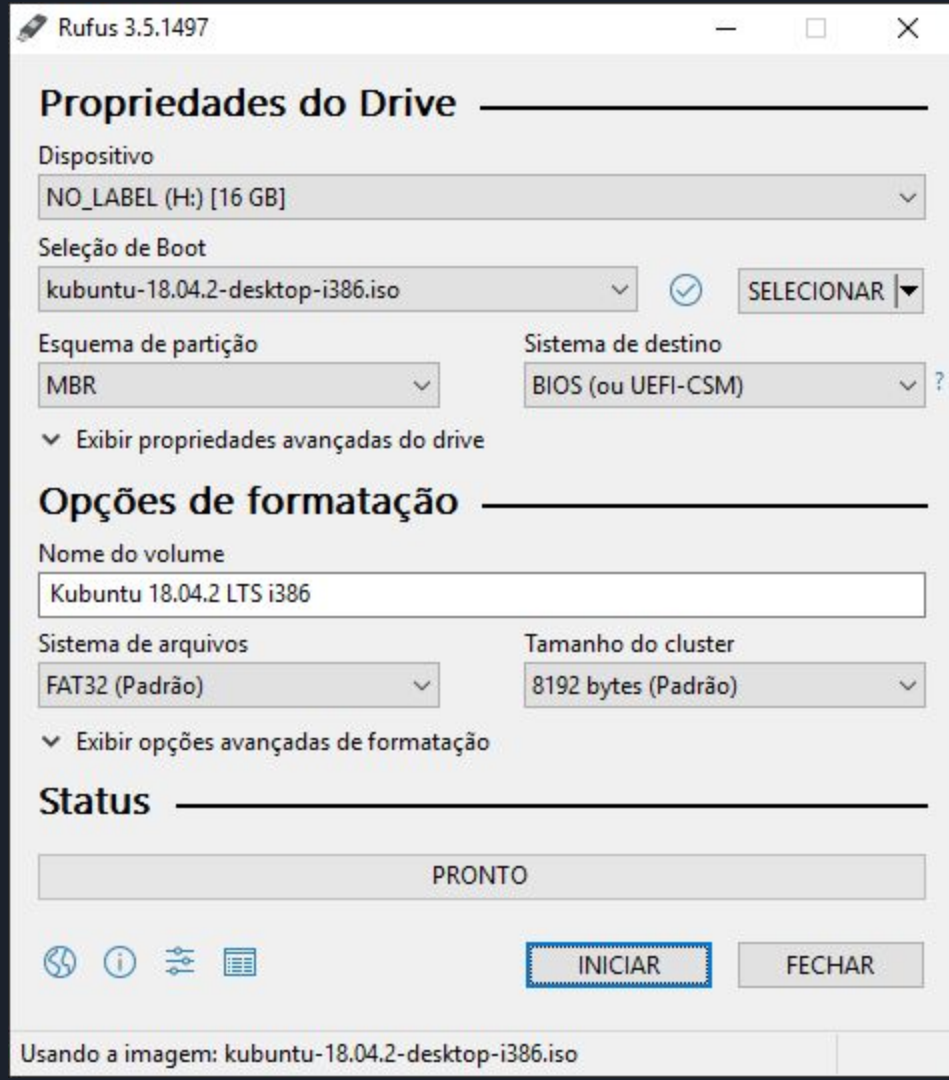 Rufus 3.5.1497
Propriedades do Drive
Dispositivo
NO_LABEL (H:) [16 GB]
Seleção de Boot
kubuntu-18.04.2-desktop-i386.iso
SELECIONAR
Esquema de partição
Sistema de destino
MBR
BIOS (ou UEFI-CSM)
?
Exibir propriedades avançadas do drive
Opções de formatação
Nome do volume
Kubuntu 18.04.2 LTS i386
Sistema de arquivos
Tamanho do cluster
FAT32 (Padrão)
8192 bytes (Padrão)
Exibir opções avançadas de formatação
Status
PRONTO
INICIAR
FECHAR
Usando a imagem: kubuntu-18.04.2-desktop-i386.iso